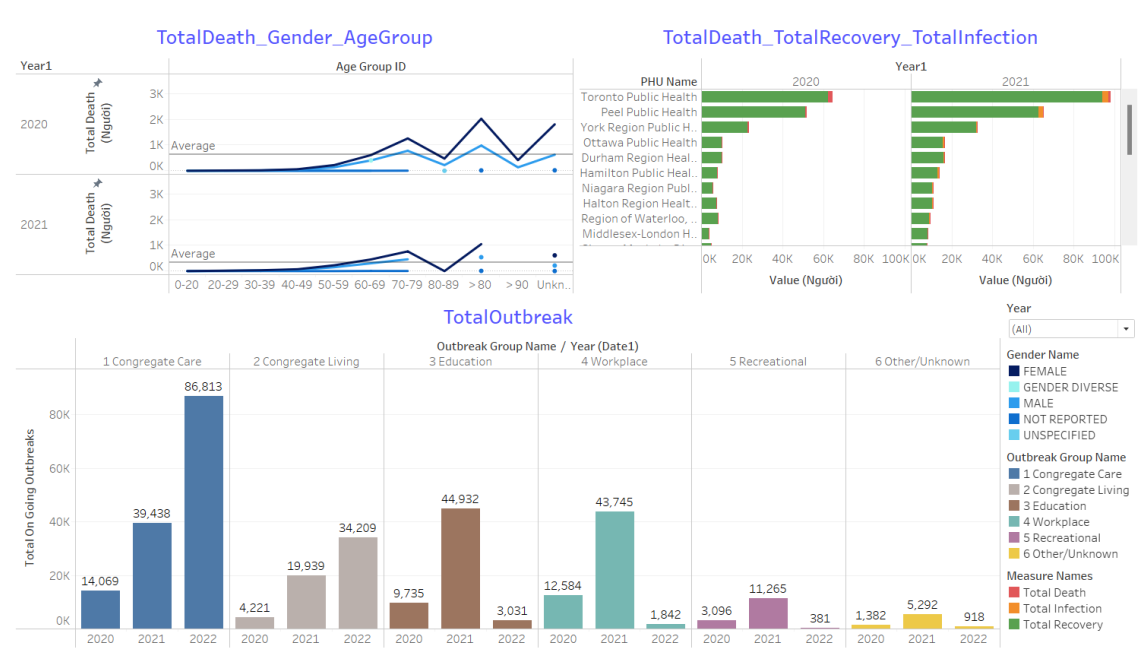 TotalDeath_Gender_AgeGroup
Year1
Age Group ID
2020
Total Death
(Người)
3K
2K
1K
0K
Average
2021
Total Death
(Người)
3K
2K
1K
0K
Average
0-20 20-29 30-39 40-49 50-59 60-69 70-79 80-89 >80 >90 Unkn..
TotalDeath_TotalRecovery_TotalInfection
Year1
PHU Name
2020 2021
Toronto Public Health
Peel Public Health
York Region Public H..
Ottawa Public Health
Durham Region Heal..
Hamilton Public Heal..
Niagara Region Publ..
Halton Region Healt..
Region of Waterloo, ..
Middlesex-London H..
0K 20K 40K 60K 80K 100K 0K 20K 40K 60K 80K 100K
Value (Người) Value (Người)
TotalOutbreak
Outbreak Group Name / Year (Date1)
1 Congregate Care 2 Congregate Living 3 Education 4 Workplace 5 Recreational 6 Other/Unknown
Total On Going Outbreaks
80K
60K
40K
20K
0K
14,069 39,438 86,813
4,221 19,939 34,209
9,735 44,932 3,031
12,584 43,745 1,842
3,096 11,265 381
1,382 5,292 918
2020 2021 2022 2020 2021 2022 2020 2021 2022 2020 2021 2022 2020 2021 2022 2020 2021 2022
Year
(All)
Gender Name
FEMALE
GENDER DIVERSE
MALE
NOT REPORTED
UNSPECIFIED
Outbreak Group Name
1 Congregate Care
2 Congregate Living
3 Education
4 Workplace
5 Recreational
6 Other/Unknown
Measure Names
Total Death
Total Infection
Total Recovery